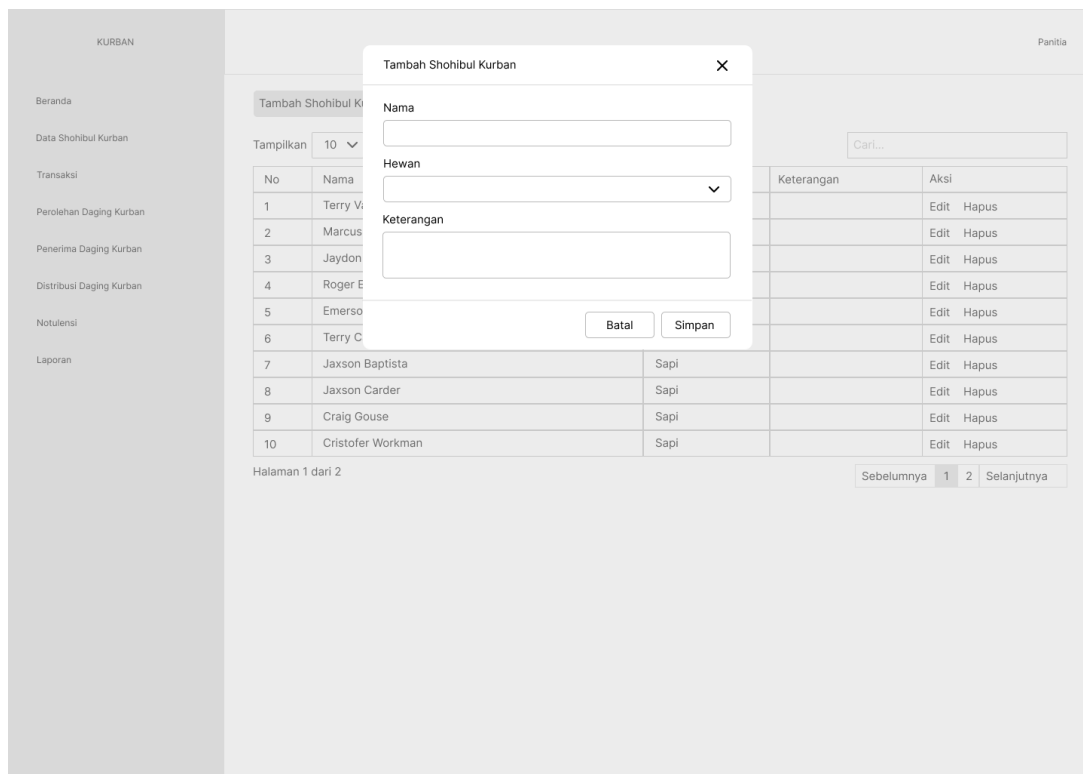 KURBAN
Panitia
Beranda
Data Shohibul Kurban
Transaksi
Perolehan Daging Kurban
Penerima Daging Kurban
Distribusi Daging Kurban
Notulensi
Laporan
Tambah Shohibul
Tampilkan 10
Cari...
No Nama Keterangan Aksi
1 Terry Edit Hapus
2 Marcus Edit Hapus
3 Jaydon Edit Hapus
4 Roger Edit Hapus
5 Edit Hapus
6 Terry Edit Hapus
7 Jaxson Baptista Sapi Edit Hapus
8 Jaxson Carder Sapi Edit Hapus
9 Craig Gouse Sapi Edit Hapus
10 Cristofer Workman Sapi Edit Hapus
Halaman 1 dari 2
Sebelumnya 1 2 Selanjutnya
Tambah Shohibul Kurban
Nama
Hewan
Keterangan
Batal Simpan